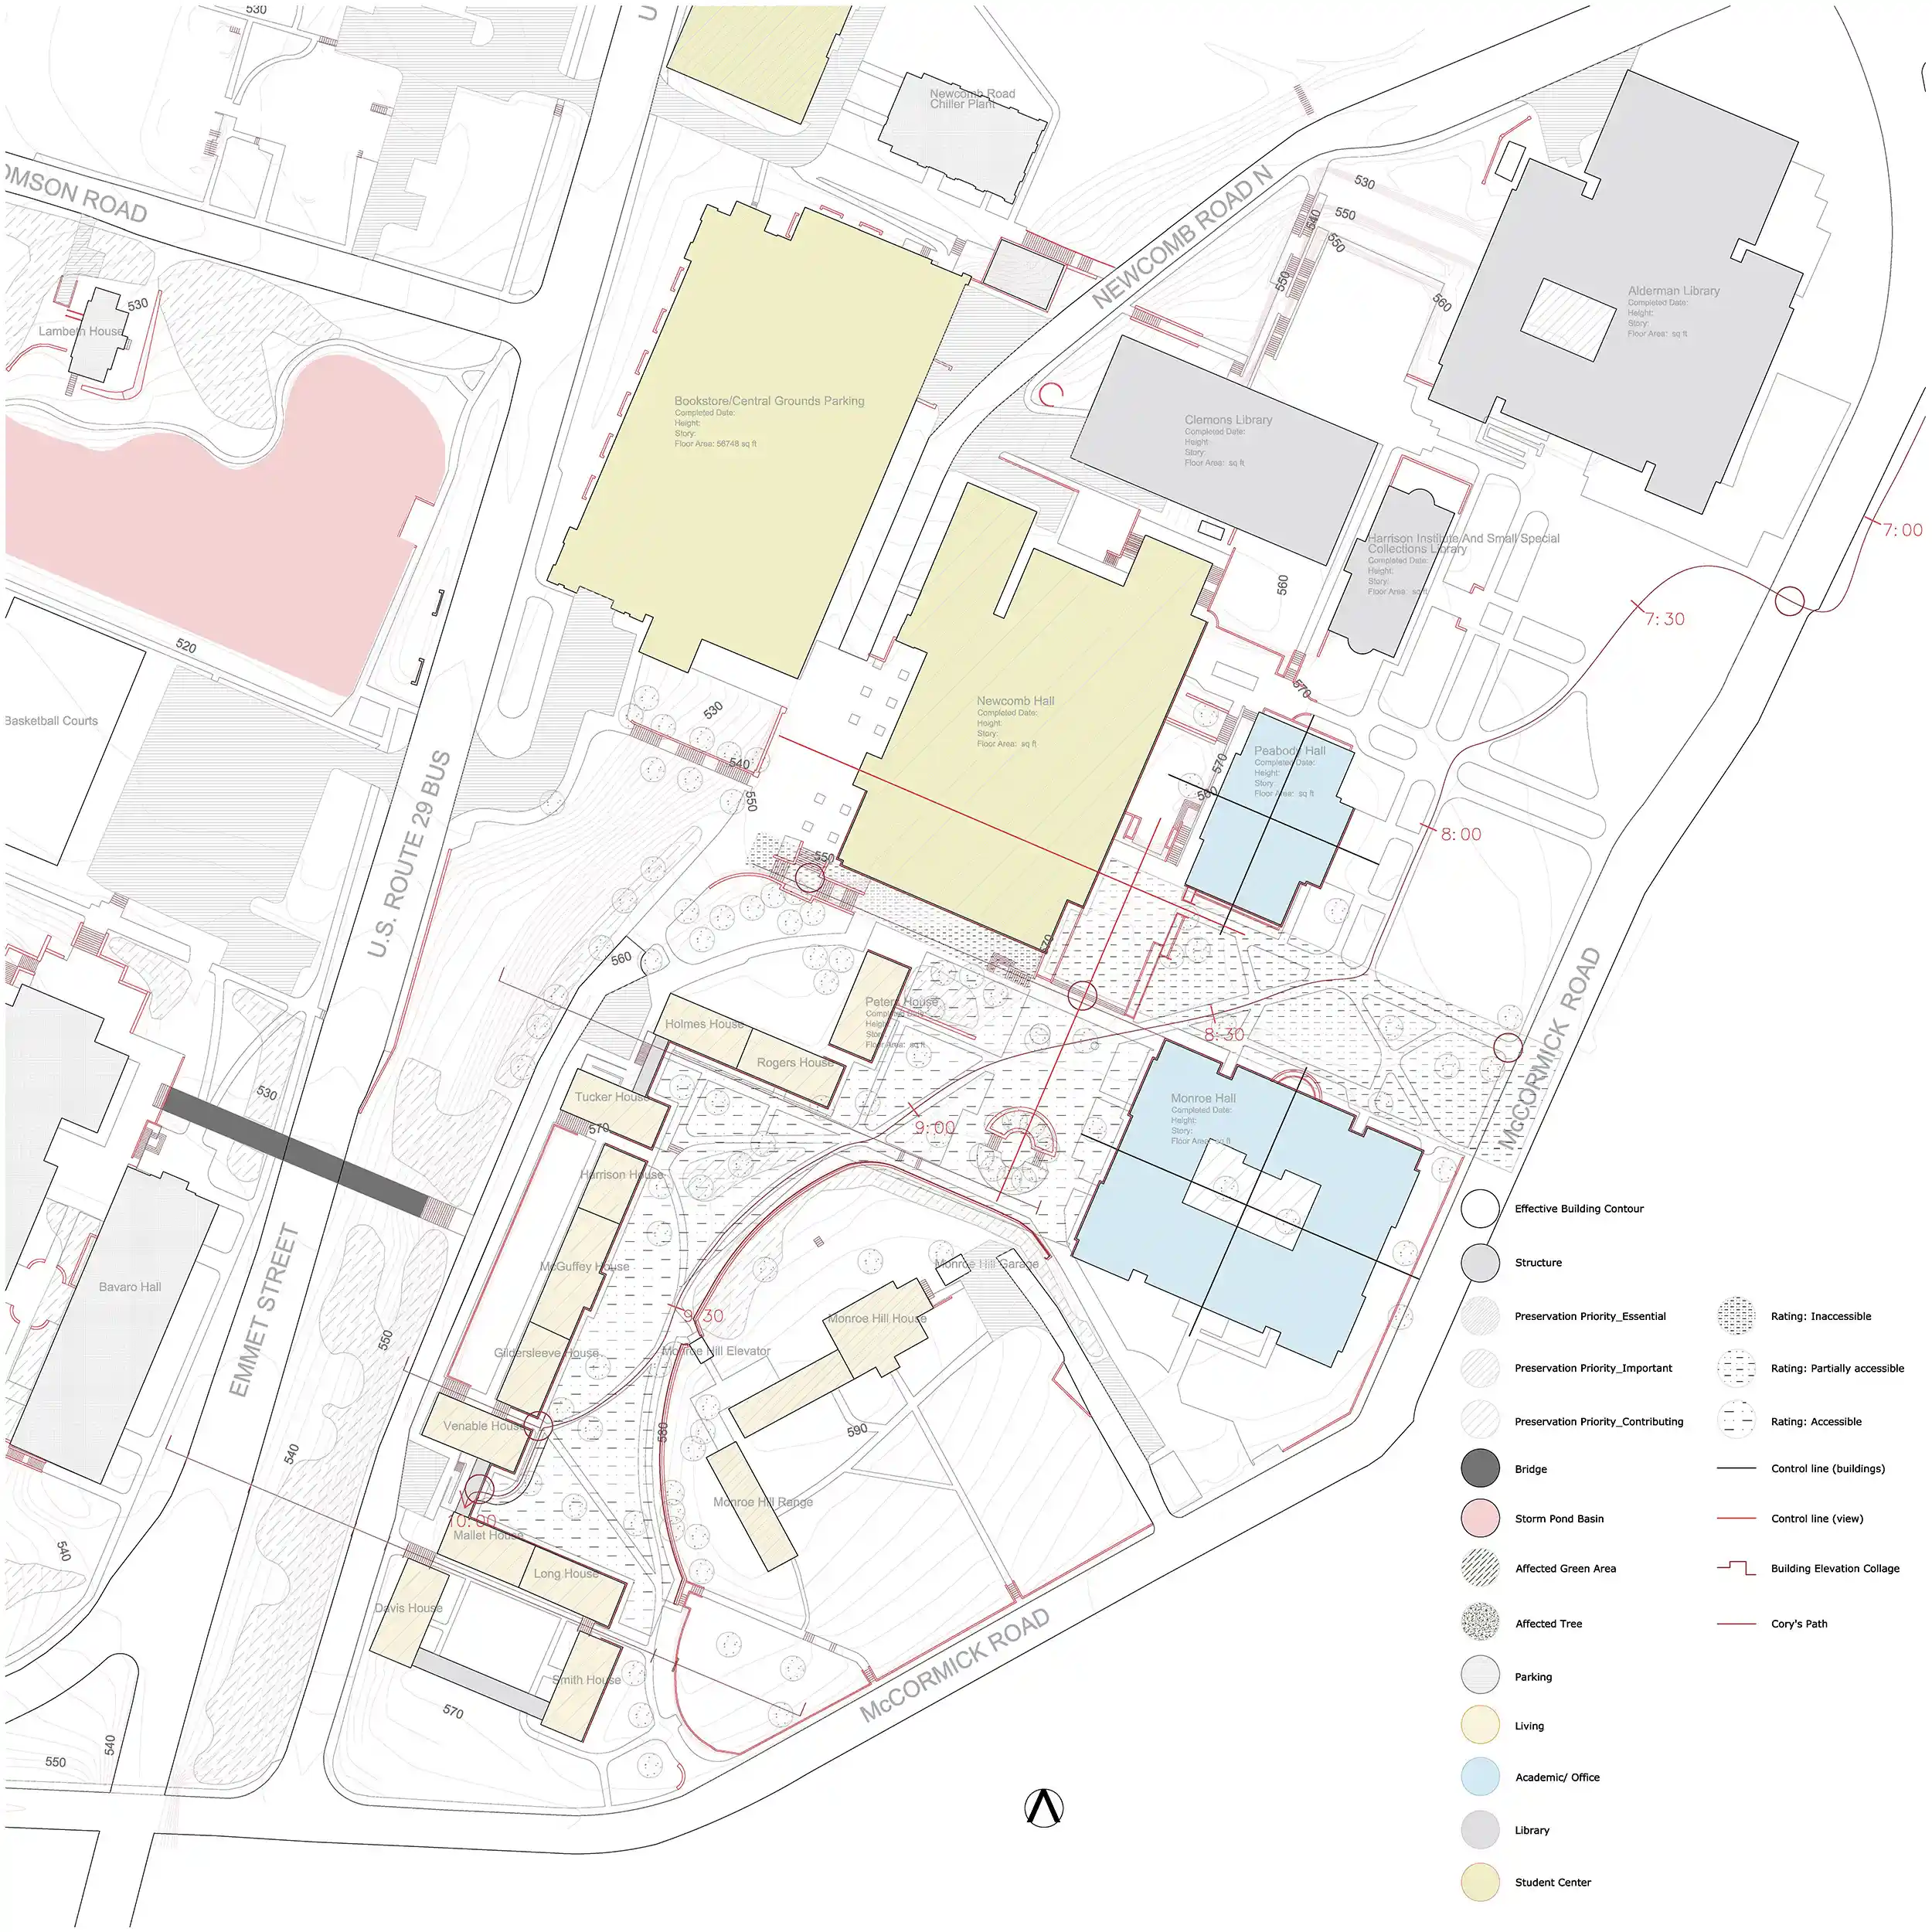 530
U
Newcomb Road
Chiller Plant
OMSON ROAD
530
550
540
550
550
560
NEWCOMB ROAD N
530
Lambeth House
Alderman Library
Completed Date:
Height:
Story:
Floor Area: sq ft
Bookstore/Central Grounds Parking
Completed Date:
Height:
Story:
Floor Area: 56748 sq ft
Clemons Library
Completed Date:
Height:
Story:
Floor Area: sq ft
7:00
Harrison Institute And Small Special
Collections Library
Completed Date:
Height:
Story:
Floor Area: sq ft
560
7:30
520
570
Basketball Courts
530
Newcomb Hall
Completed Date:
Height:
Story:
Floor Area: sq ft
Peabody Hall
Completed Date:
Height:
Story:
Floor Area: sq ft
540
550
570
560
8:00
U.S. ROUTE 29 BUS
550
570
560
Peters House
Completed Date:
Height:
Story:
Floor Area: sq ft
Holmes House
Rogers House
8:30
McCORMICK ROAD
530
Tucker House
570
Monroe Hall
Completed Date:
Height:
Story:
Floor Area: sq ft
9:00
Harrison House
McGuffey House
Monroe Hill Garage
Bavaro Hall
EMMET STREET
550
9:30
Monroe Hill House
Gildersleeve House
Monroe Hill Elevator
Venable House
580
590
540
Monroe Hill Range
10:00
Mallet House
540
Long House
Davis House
Smith House
570
McCORMICK ROAD
540
550
Effective Building Contour
Structure
Preservation Priority_Essential
Rating: Inaccessible
Preservation Priority_Important
Rating: Partially accessible
Preservation Priority_Contributing
Rating: Accessible
Bridge
Control line (buildings)
Storm Pond Basin
Control line (view)
Affected Green Area
Building Elevation Collage
Affected Tree
Cory's Path
Parking
Living
Academic/ Office
Library
Student Center